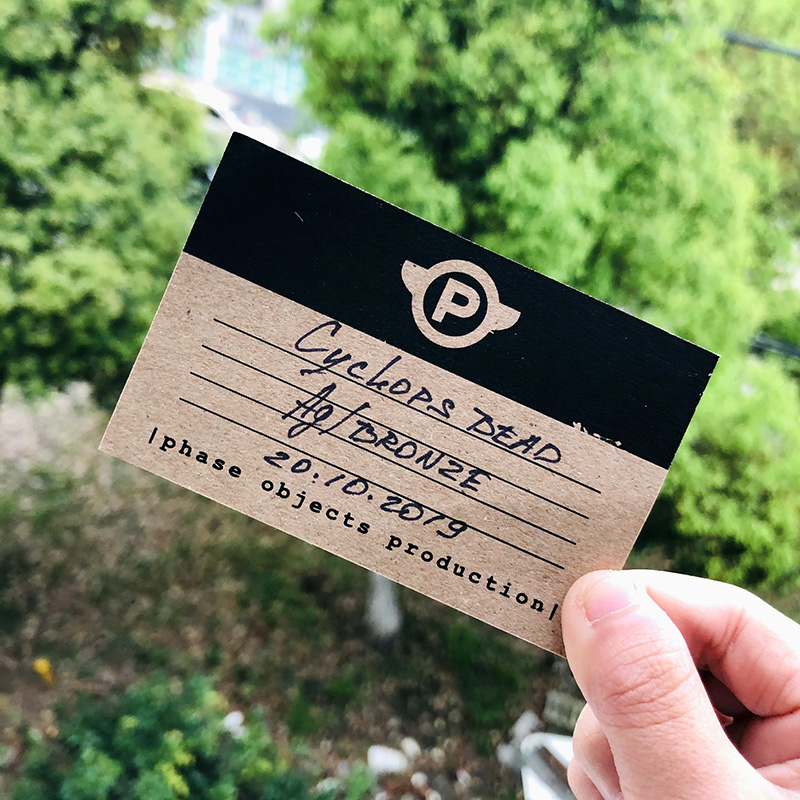 P
Cyclops DEAD
Ag/BRONZE
20.10.2019
|phase objects production|